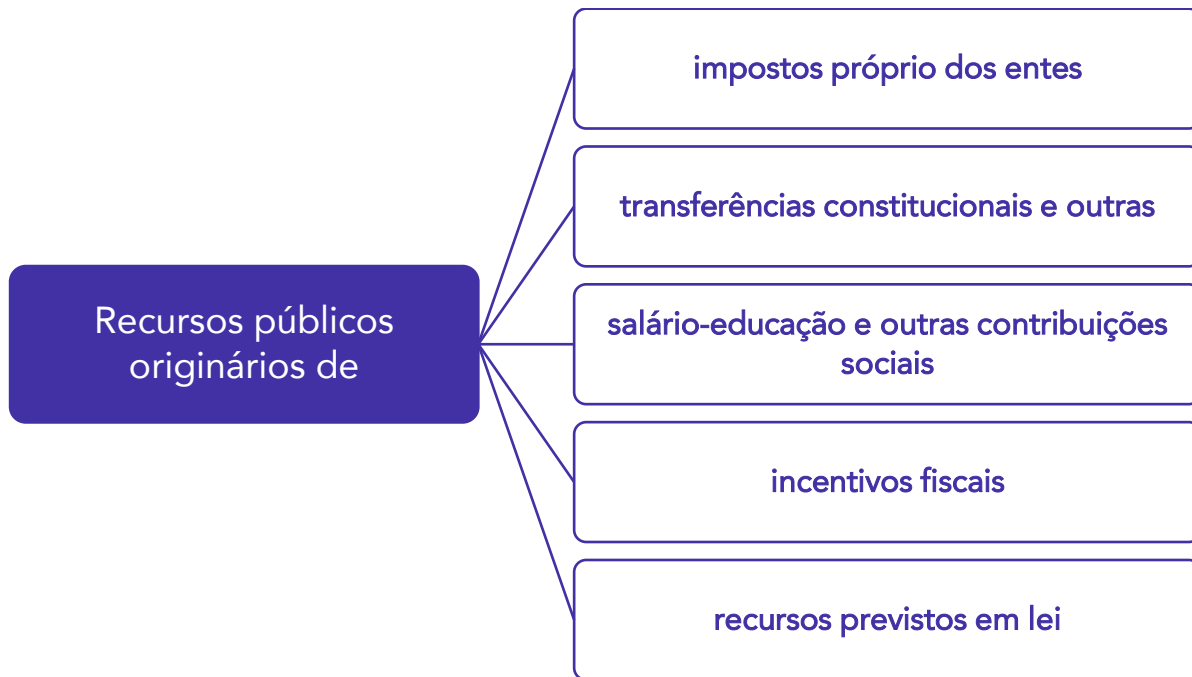 impostos próprio dos entes
transferências constitucionais e outras
Recursos públicos
originários de
salário-educação e outras contribuições
sociais
incentivos fiscais
recursos previstos em lei